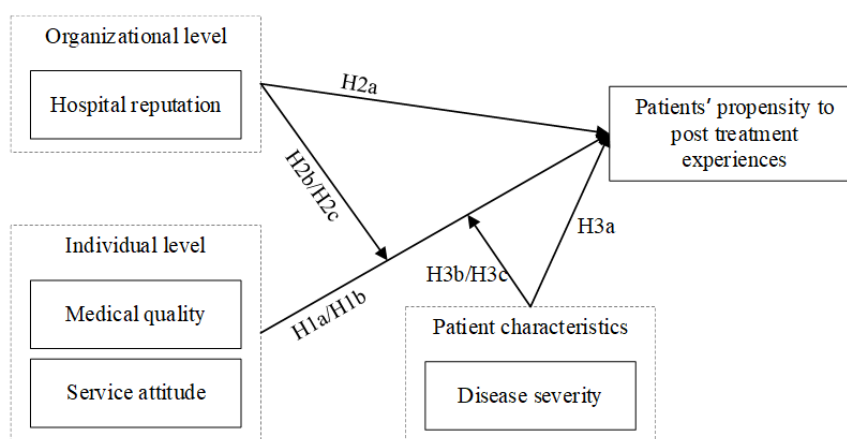 Organizational level
Hospital reputation
H2a
Patients’ propensity to
post treatment
experiences
H2b/H2c
Individual level
Medical quality
Service attitude
H1a/H1b
H3b/H3c
H3a
Patient characteristics
Disease severity